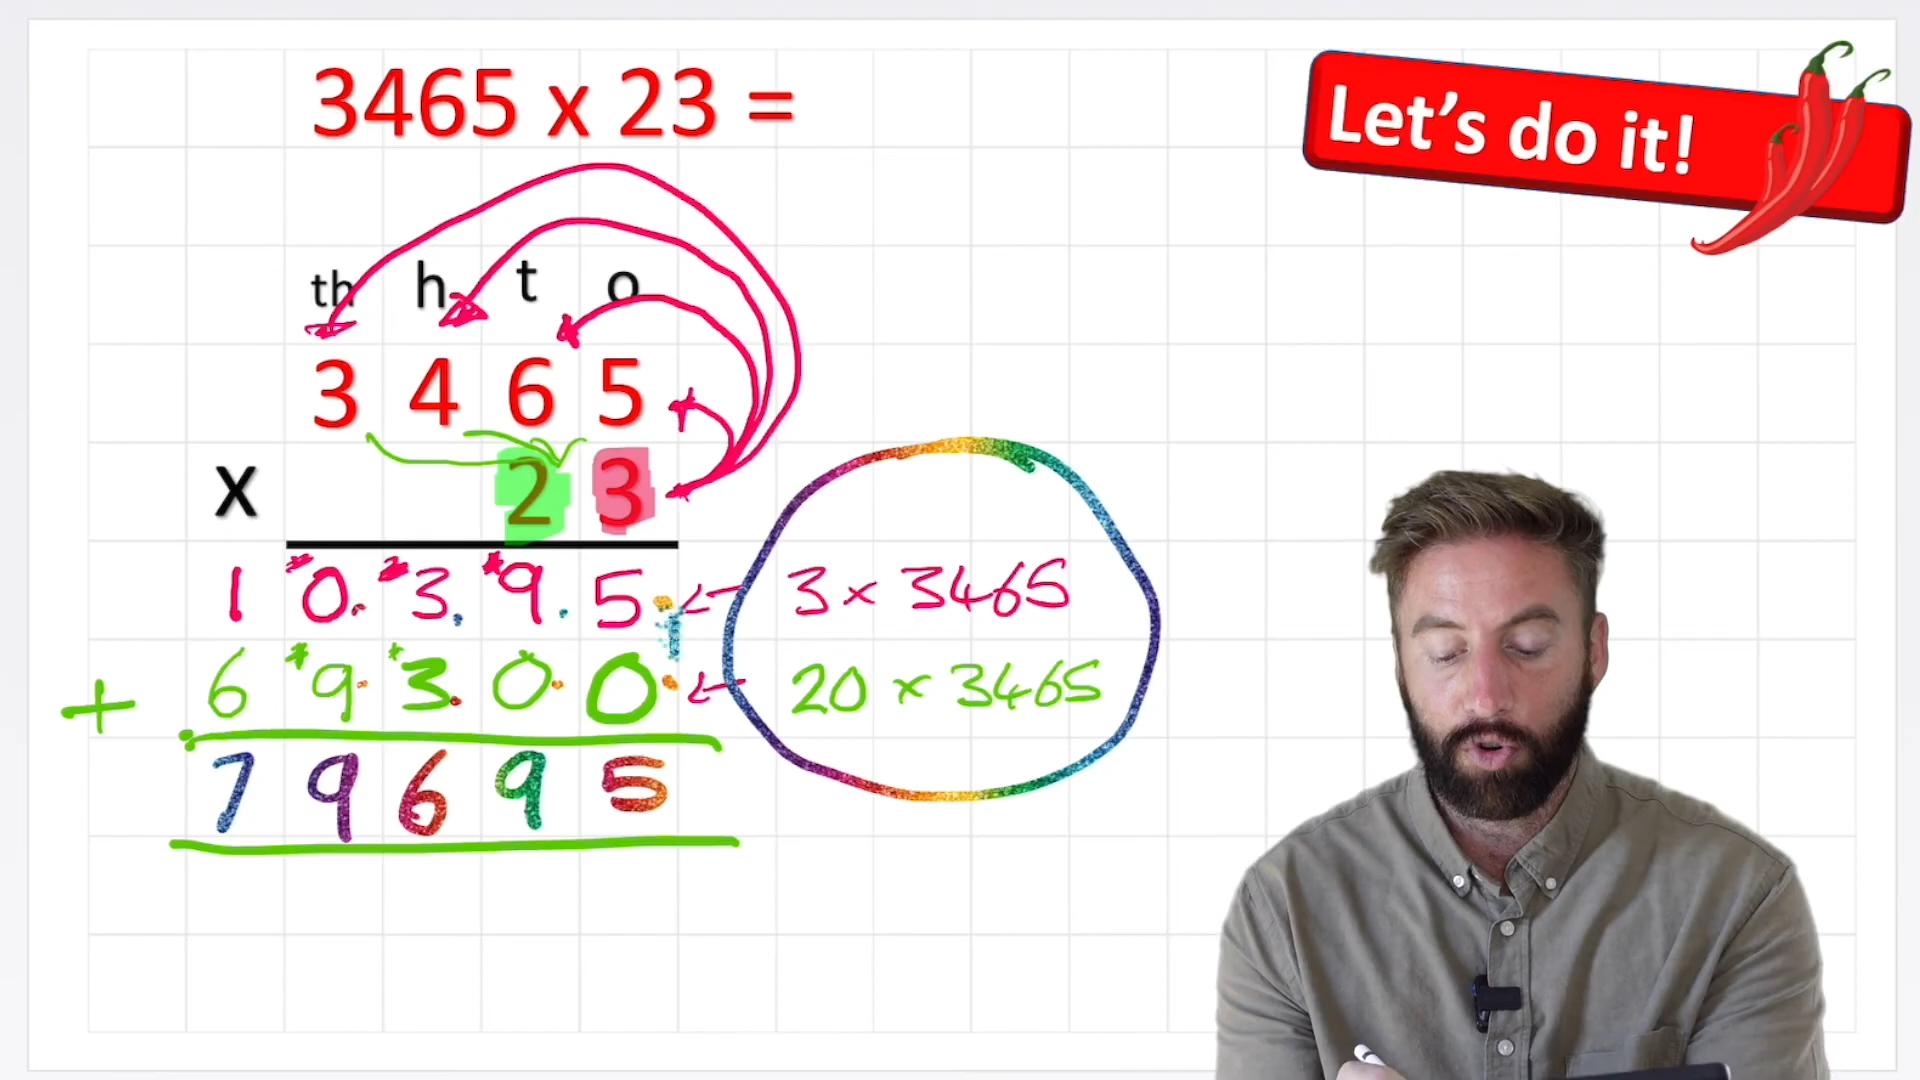 3465 x 23 =
Let's do it!
th h t o
3 4 6 5
x 2 3
1 0 3 9 5 ← 3 x 3465
+ 6 9 3 0 0 ← 20 x 3465
7 9 6 9 5